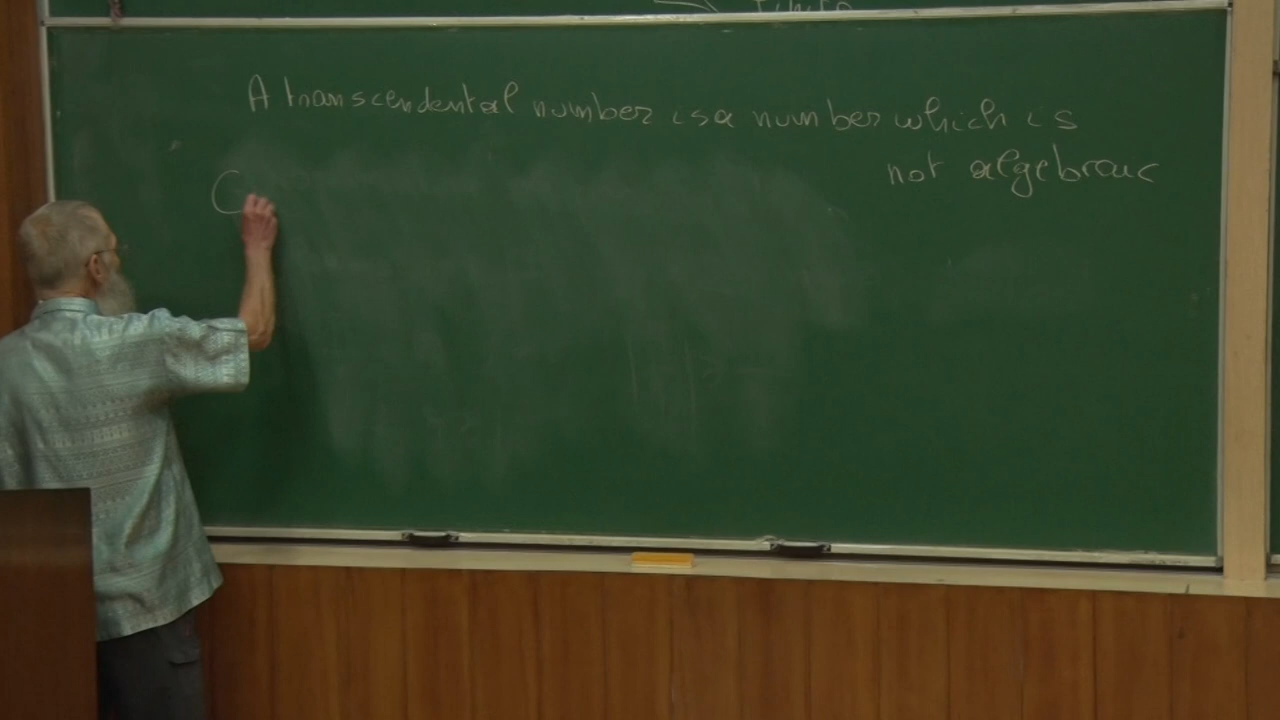 A transcendental number is a number which is
not algebraic
C